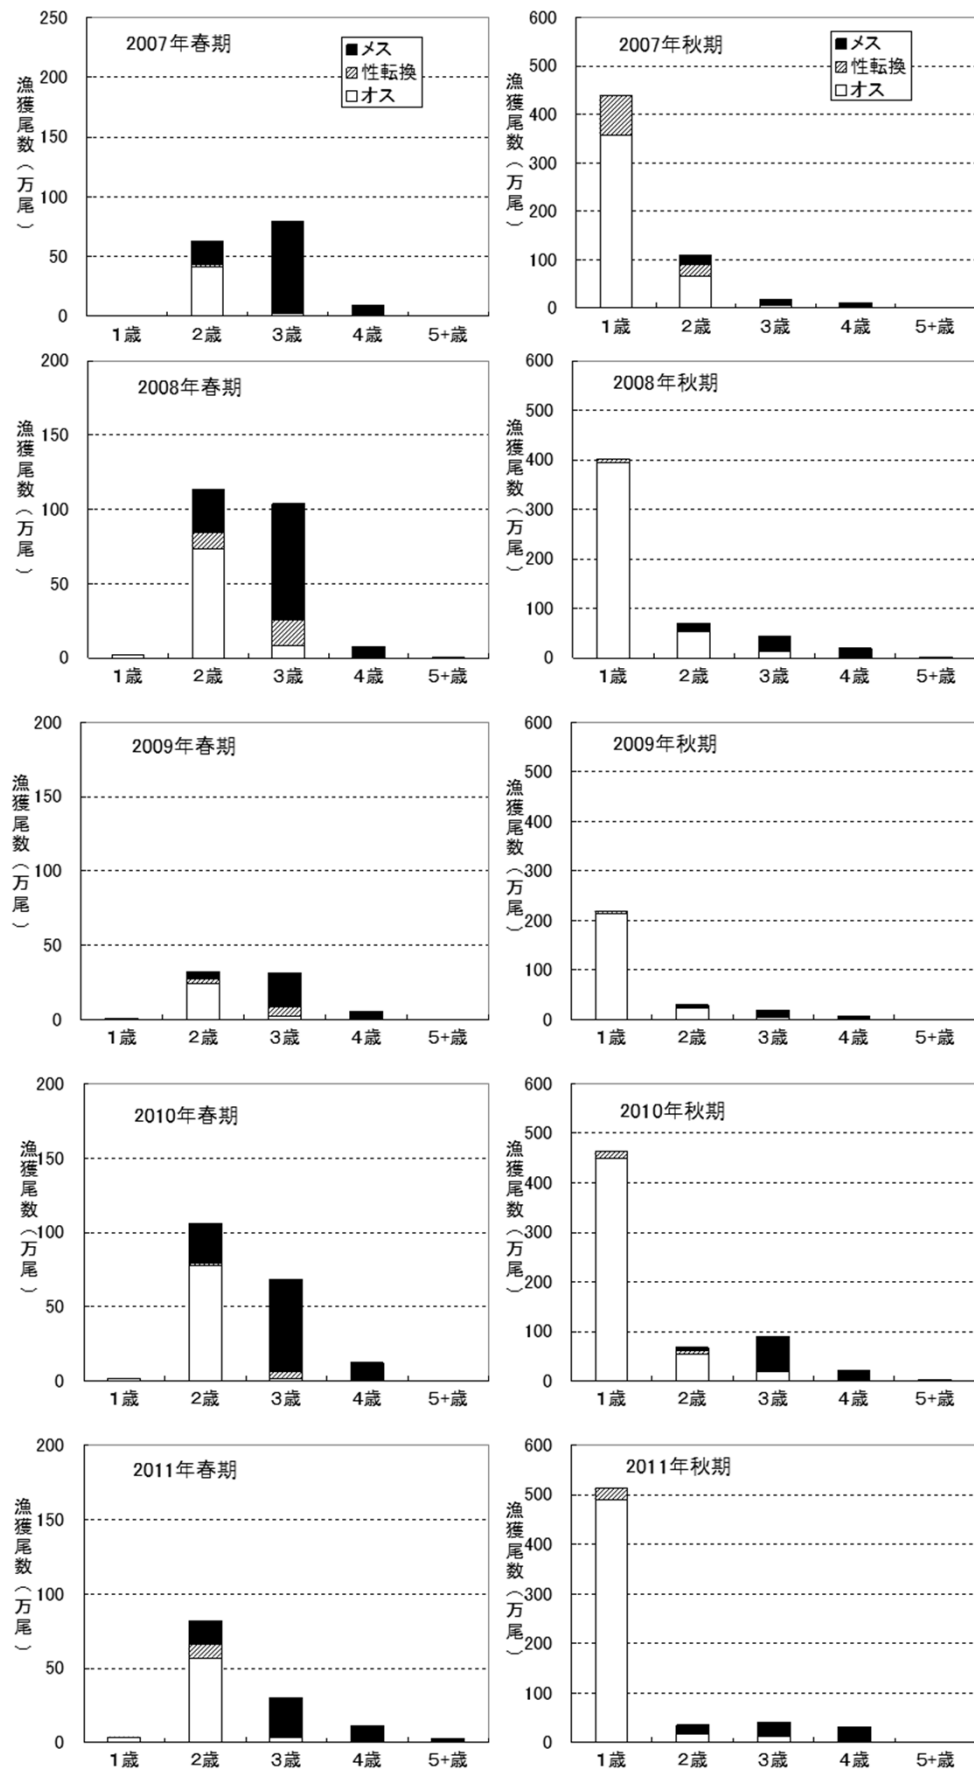 2007年春期
■メス
▨性転換
□オス
漁獲尾数(万尾)
250
200
150
100
50
0
1歳 2歳 3歳 4歳 5+歳
2007年秋期
■メス
▨性転換
□オス
漁獲尾数(万尾)
600
500
400
300
200
100
0
1歳 2歳 3歳 4歳 5+歳
2008年春期
漁獲尾数(万尾)
200
150
100
50
0
1歳 2歳 3歳 4歳 5+歳
2008年秋期
漁獲尾数(万尾)
600
500
400
300
200
100
0
1歳 2歳 3歳 4歳 5+歳
2009年春期
漁獲尾数(万尾)
200
150
100
50
0
1歳 2歳 3歳 4歳 5+歳
2009年秋期
漁獲尾数(万尾)
600
500
400
300
200
100
0
1歳 2歳 3歳 4歳 5+歳
2010年春期
漁獲尾数(万尾)
200
150
100
50
0
1歳 2歳 3歳 4歳 5+歳
2010年秋期
漁獲尾数(万尾)
600
500
400
300
200
100
0
1歳 2歳 3歳 4歳 5+歳
2011年春期
漁獲尾数(万尾)
200
150
100
50
0
1歳 2歳 3歳 4歳 5+歳
2011年秋期
漁獲尾数(万尾)
600
500
400
300
200
100
0
1歳 2歳 3歳 4歳 5+歳